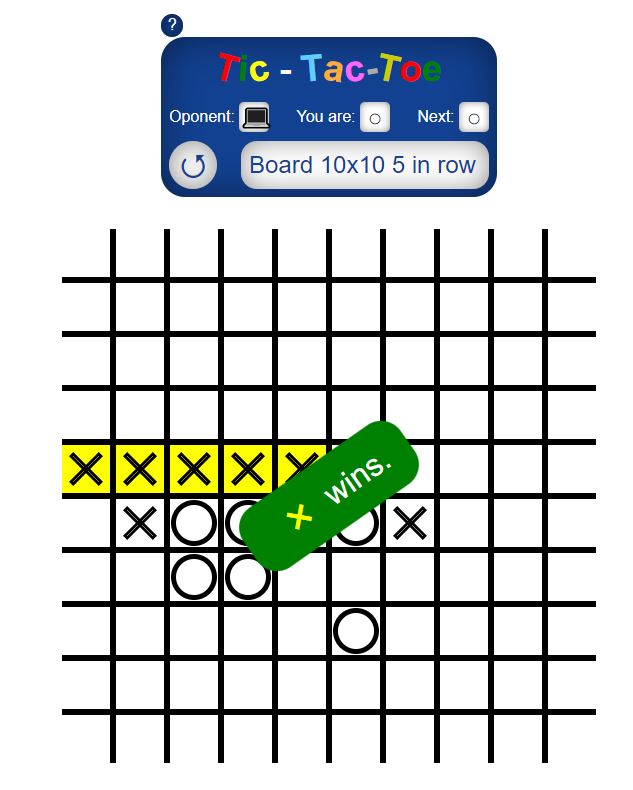 ?
Tic - Tac-Toe
Oponent: You are: ○ Next: ○
↺ Board 10x10 5 in row
X X X X X
X O O O X
O O
+ wins.
O